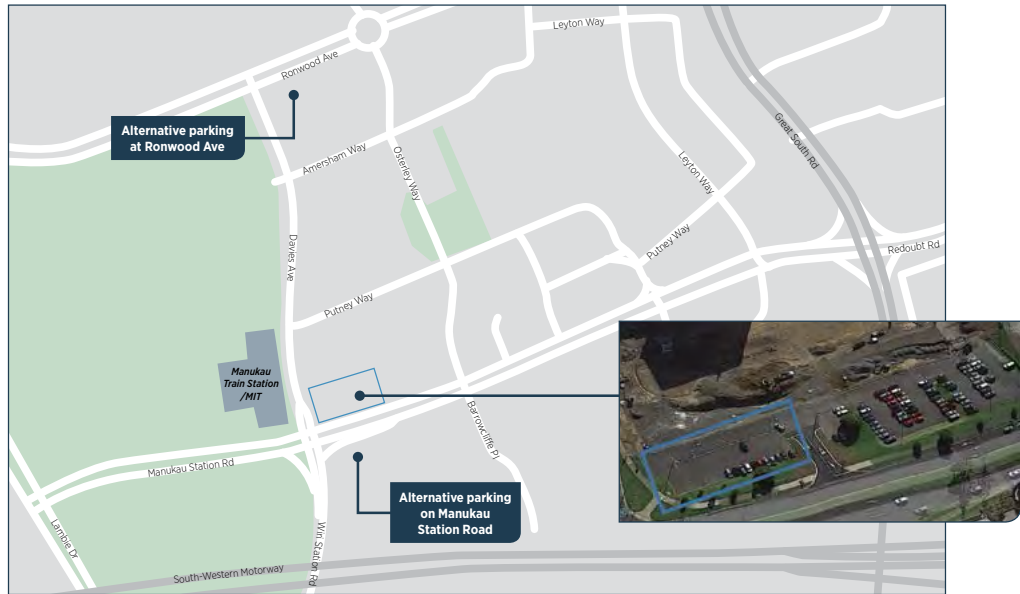 Leyton Way
Ronwood Ave
Alternative parking
at Ronwood Ave
Great South Rd
Amersham Way
Osterley Way
Leyton Way
Davies Ave
Putney Way
Redoubt Rd
Putney Way
Manukau
Train Station
/MIT
Barrowcliffe Pl
Manukau Station Rd
Alternative parking
on Manukau
Station Road
Lambie Dr
Win Station Rd
South-Western Motorway